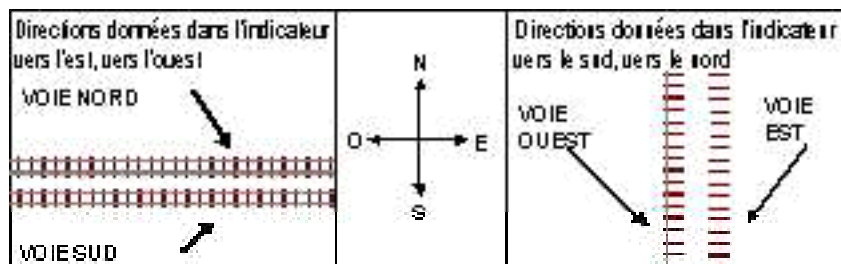 Directions données dans l'indicateur
vers l'est, vers l'ouest
VOIE NORD
VOIE SUD
N
O
E
S
Directions données dans l'indicateur
vers le sud, vers le nord
VOIE
OUEST
VOIE
EST